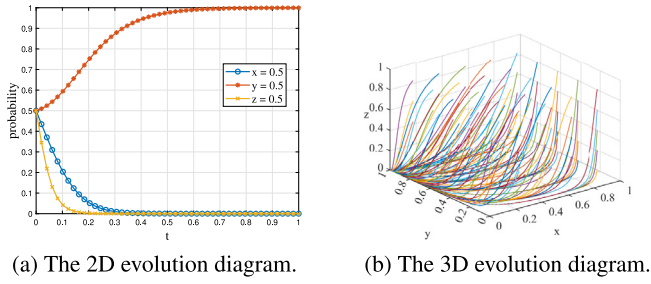 1
0.9
0.8
0.7
0.6
0.5
0.4
0.3
0.2
0.1
0
probability
x = 0.5
y = 0.5
z = 0.5
0 0.1 0.2 0.3 0.4 0.5 0.6 0.7 0.8 0.9 1
t
1
0.8
0.6
z
0.4
0.2
0
1
0.8
0.6
0.4
0.2
0
y
0
0.2
0.4
0.6
0.8
1
x
(a) The 2D evolution diagram.
(b) The 3D evolution diagram.